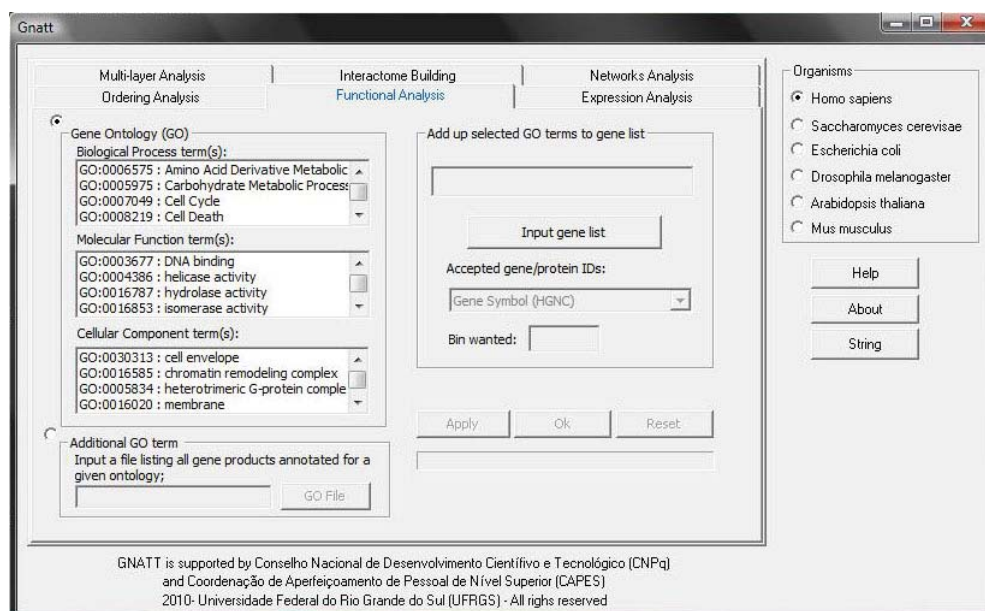 Gnatt
Multi-layer Analysis
Interactome Building
Networks Analysis
Ordering Analysis
Functional Analysis
Expression Analysis
Gene Ontology (GO)
Biological Process term(s):
GO:0006575 : Amino Acid Derivative Metabolic
GO:0005975 : Carbohydrate Metabolic Process
GO:0007049 : Cell Cycle
GO:0008219 : Cell Death
Molecular Function term(s):
GO:0003677 : DNA binding
GO:0004386 : helicase activity
GO:0016787 : hydrolase activity
GO:0016853 : isomerase activity
Cellular Component term(s):
GO:0030313 : cell envelope
GO:0016585 : chromatin remodeling complex
GO:0005834 : heterotrimeric G-protein comple
GO:0016020 : membrane
Additional GO term
Input a file listing all gene products annotated for a
given ontology;
GO File
Add up selected GO terms to gene list
Input gene list
Accepted gene/protein IDs:
Gene Symbol (HGNC)
Bin wanted:
Apply
Ok
Reset
Organisms
Homo sapiens
Saccharomyces cerevisae
Escherichia coli
Drosophila melanogaster
Arabidopsis thaliana
Mus musculus
Help
About
String
GNATT is supported by Conselho Nacional de Desenvolvimento Científivo e Tecnológico (CNPq)
and Coordenação de Aperfeiçoamento de Pessoal de Nível Superior (CAPES)
2010- Universidade Federal do Rio Grande do Sul (UFRGS) - All righs reserved